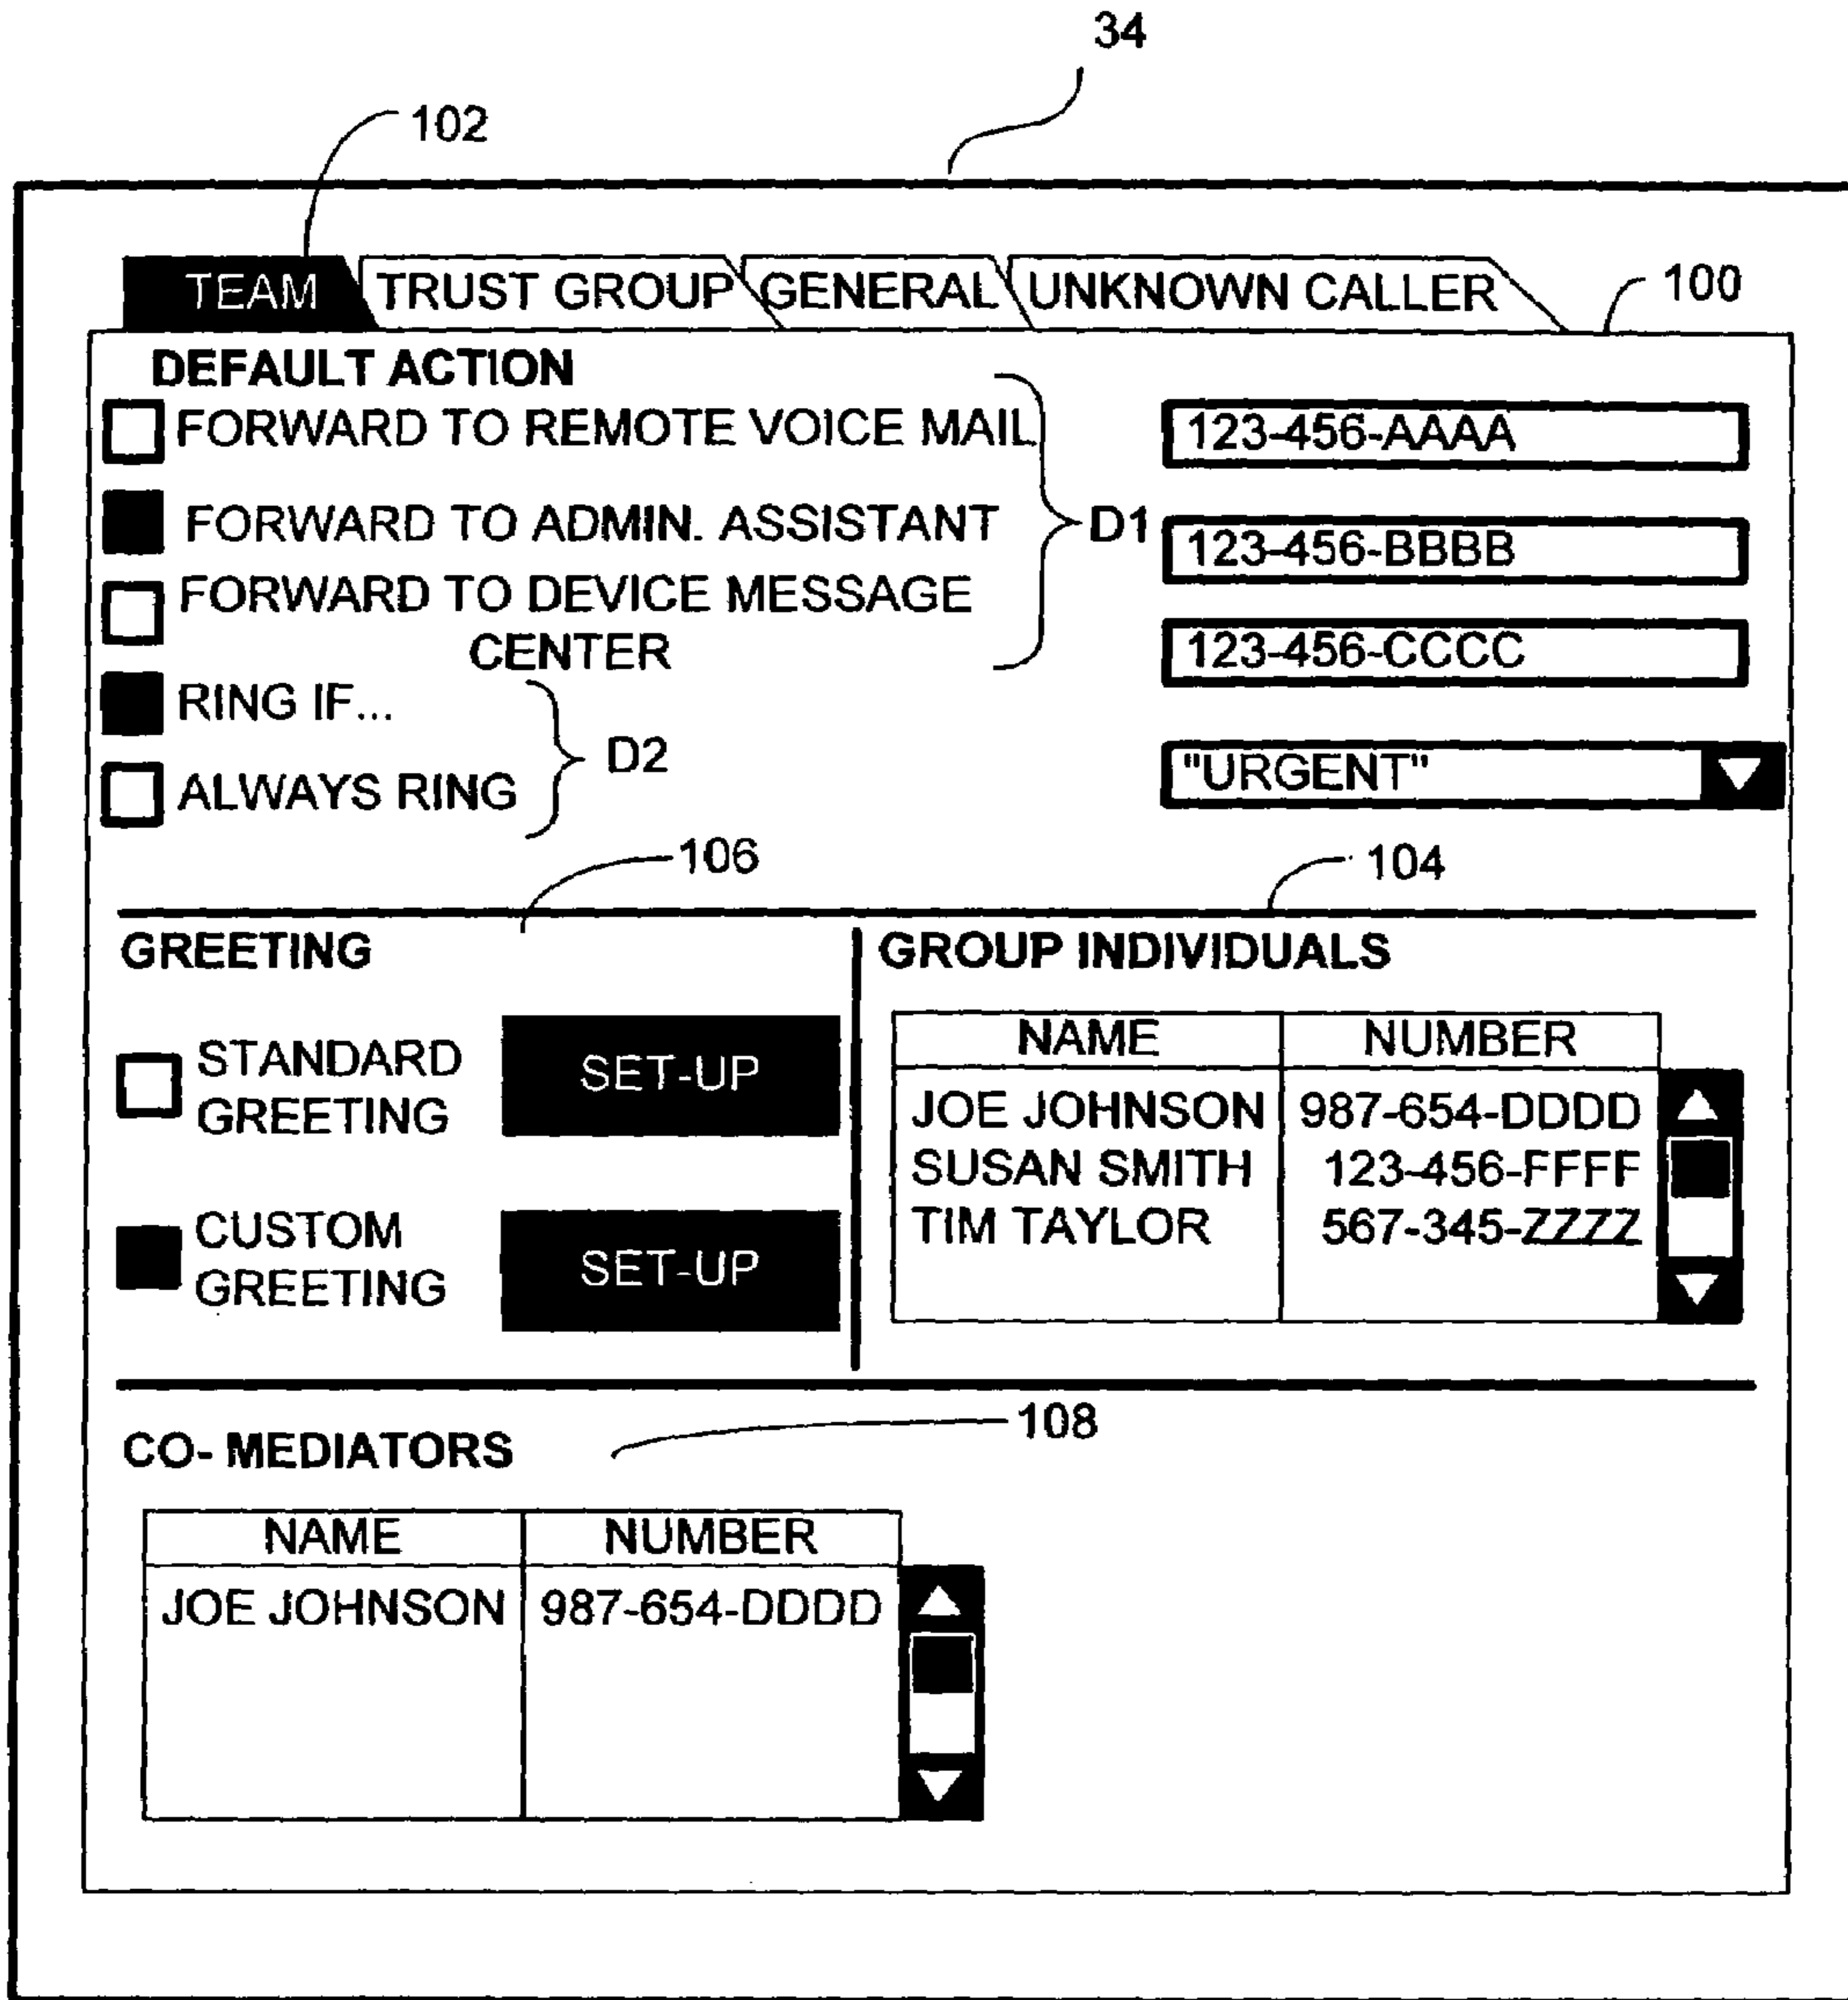 34
102
TEAM TRUST GROUP GENERAL UNKNOWN CALLER 100
DEFAULT ACTION
FORWARD TO REMOTE VOICE MAIL 123-456-AAAA
FORWARD TO ADMIN. ASSISTANT D1 123-456-BBBB
FORWARD TO DEVICE MESSAGE
CENTER 123-456-CCCC
RING IF...
D2 "URGENT"
ALWAYS RING
106 104
GREETING GROUP INDIVIDUALS
NAME NUMBER
STANDARD
GREETING SET-UP
JOE JOHNSON 987-654-DDDD
SUSAN SMITH 123-456-FFFF
TIM TAYLOR 567-345-ZZZZ
CUSTOM
GREETING SET-UP
108
CO- MEDIATORS
NAME NUMBER
JOE JOHNSON 987-654-DDDD